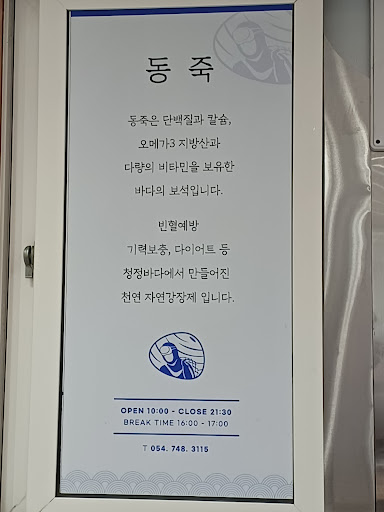 동죽
동죽은 단백질과 칼슘,
오메가3 지방산과
다량의 비타민을 보유한
바다의 보석입니다.
빈혈예방
기력보충, 다이어트 등
청정바다에서 만들어진
천연 자연강장제 입니다.
OPEN 10:00 - CLOSE 21:30
BREAK TIME 16:00 - 17:00
T 054. 748. 3115